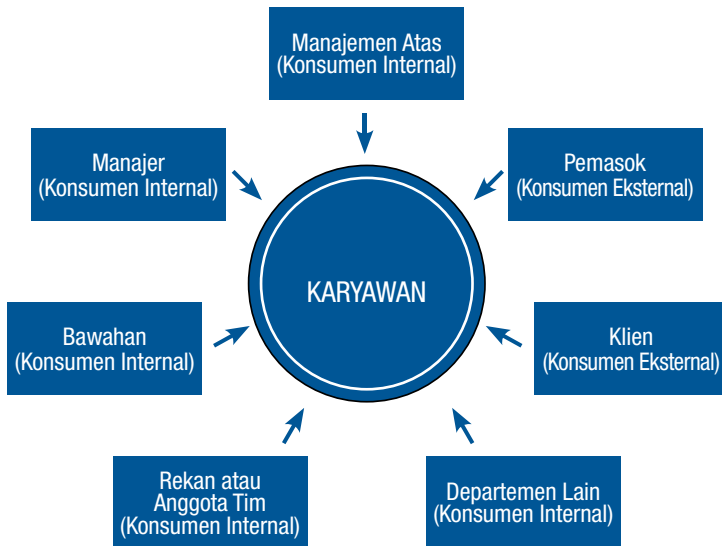 Manajemen Atas
(Konsumen Internal)
Manajer
(Konsumen Internal)
Pemasok
(Konsumen Eksternal)
KARYAWAN
Bawahan
(Konsumen Internal)
Klien
(Konsumen Eksternal)
Rekan atau
Anggota Tim
(Konsumen Internal)
Departemen Lain
(Konsumen Internal)